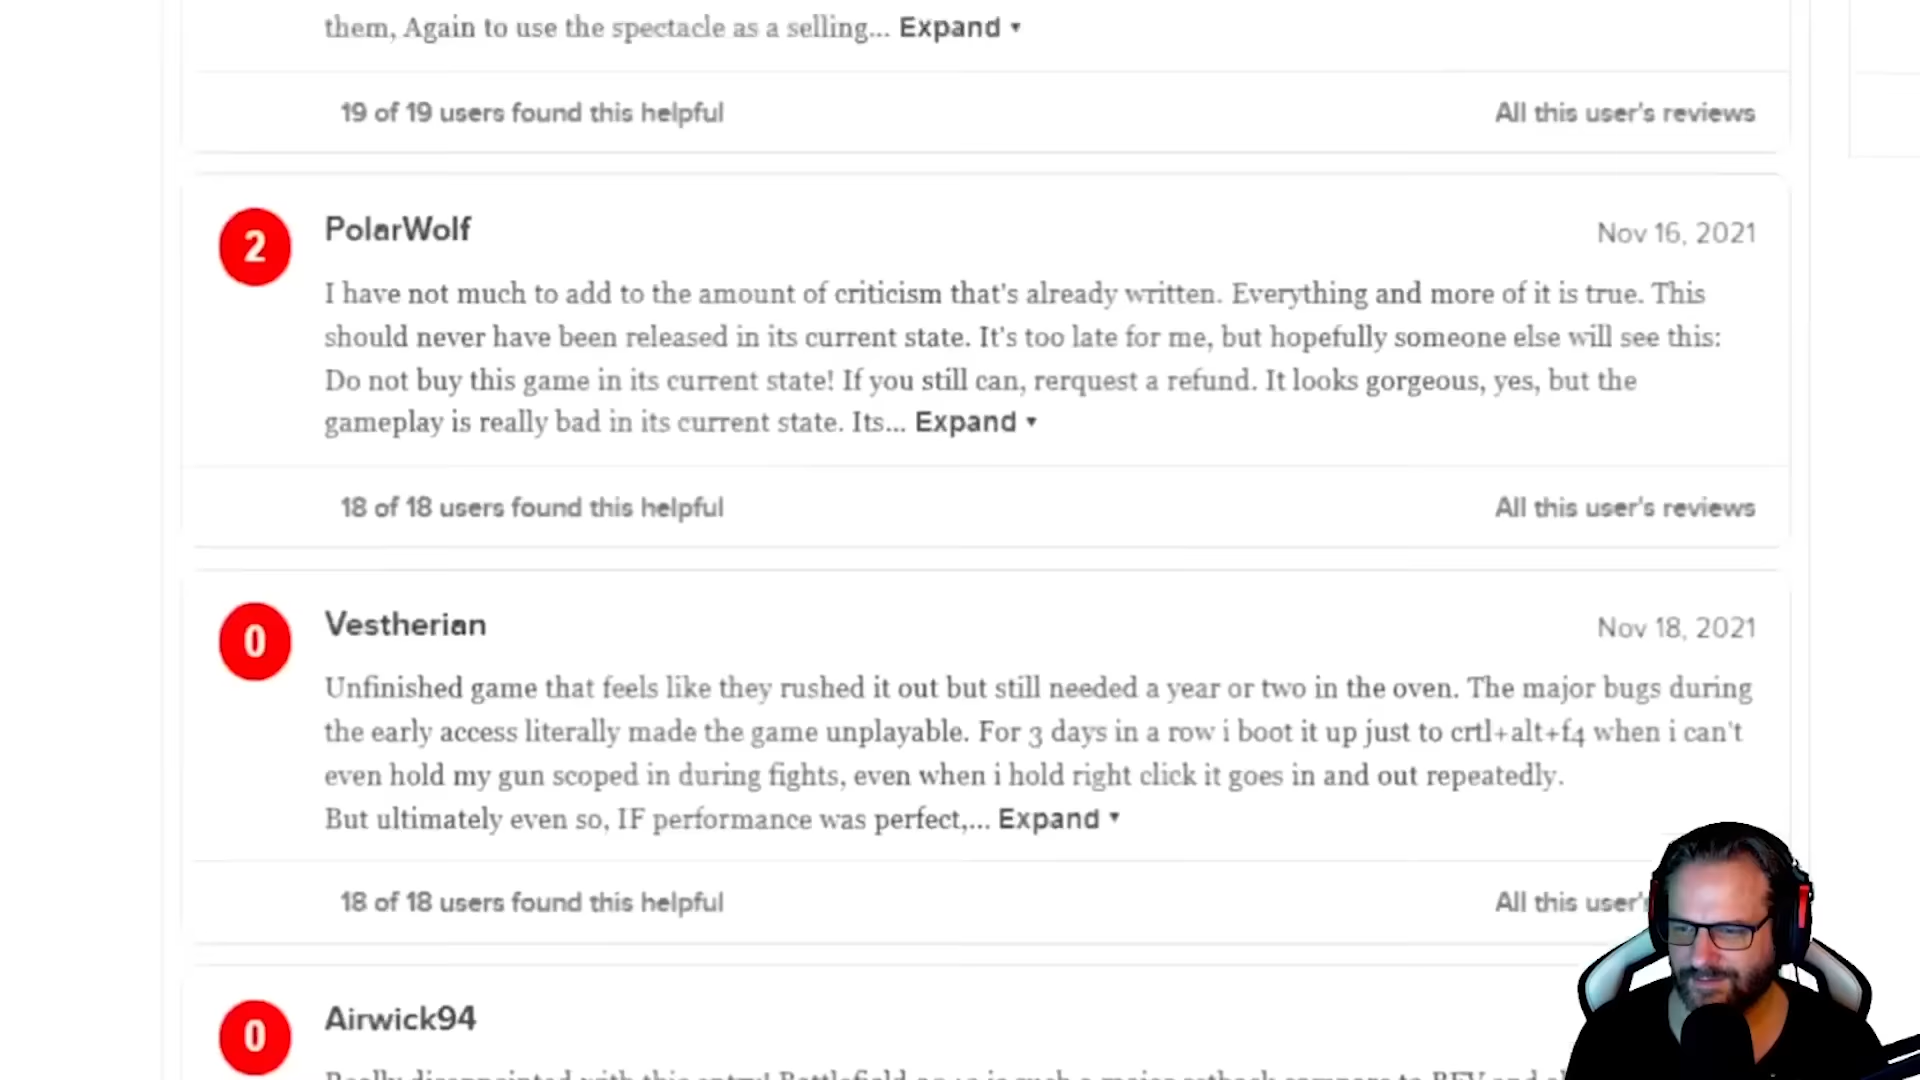 them, Again to use the spectacle as a selling... Expand ▾
19 of 19 users found this helpful
All this user's reviews
2
PolarWolf
Nov 16, 2021
I have not much to add to the amount of criticism that's already written. Everything and more of it is true. This
should never have been released in its current state. It's too late for me, but hopefully someone else will see this:
Do not buy this game in its current state! If you still can, rerquest a refund. It looks gorgeous, yes, but the
gameplay is really bad in its current state. Its... Expand ▾
18 of 18 users found this helpful
All this user's reviews
0
Vestherian
Nov 18, 2021
Unfinished game that feels like they rushed it out but still needed a year or two in the oven. The major bugs during
the early access literally made the game unplayable. For 3 days in a row i boot it up just to crtl+alt+f4 when i can't
even hold my gun scoped in during fights, even when i hold right click it goes in and out repeatedly.
But ultimately even so, IF performance was perfect,... Expand ▾
18 of 18 users found this helpful
All this user's
0
Airwick94
Really disappointed with this entry! Battlefield